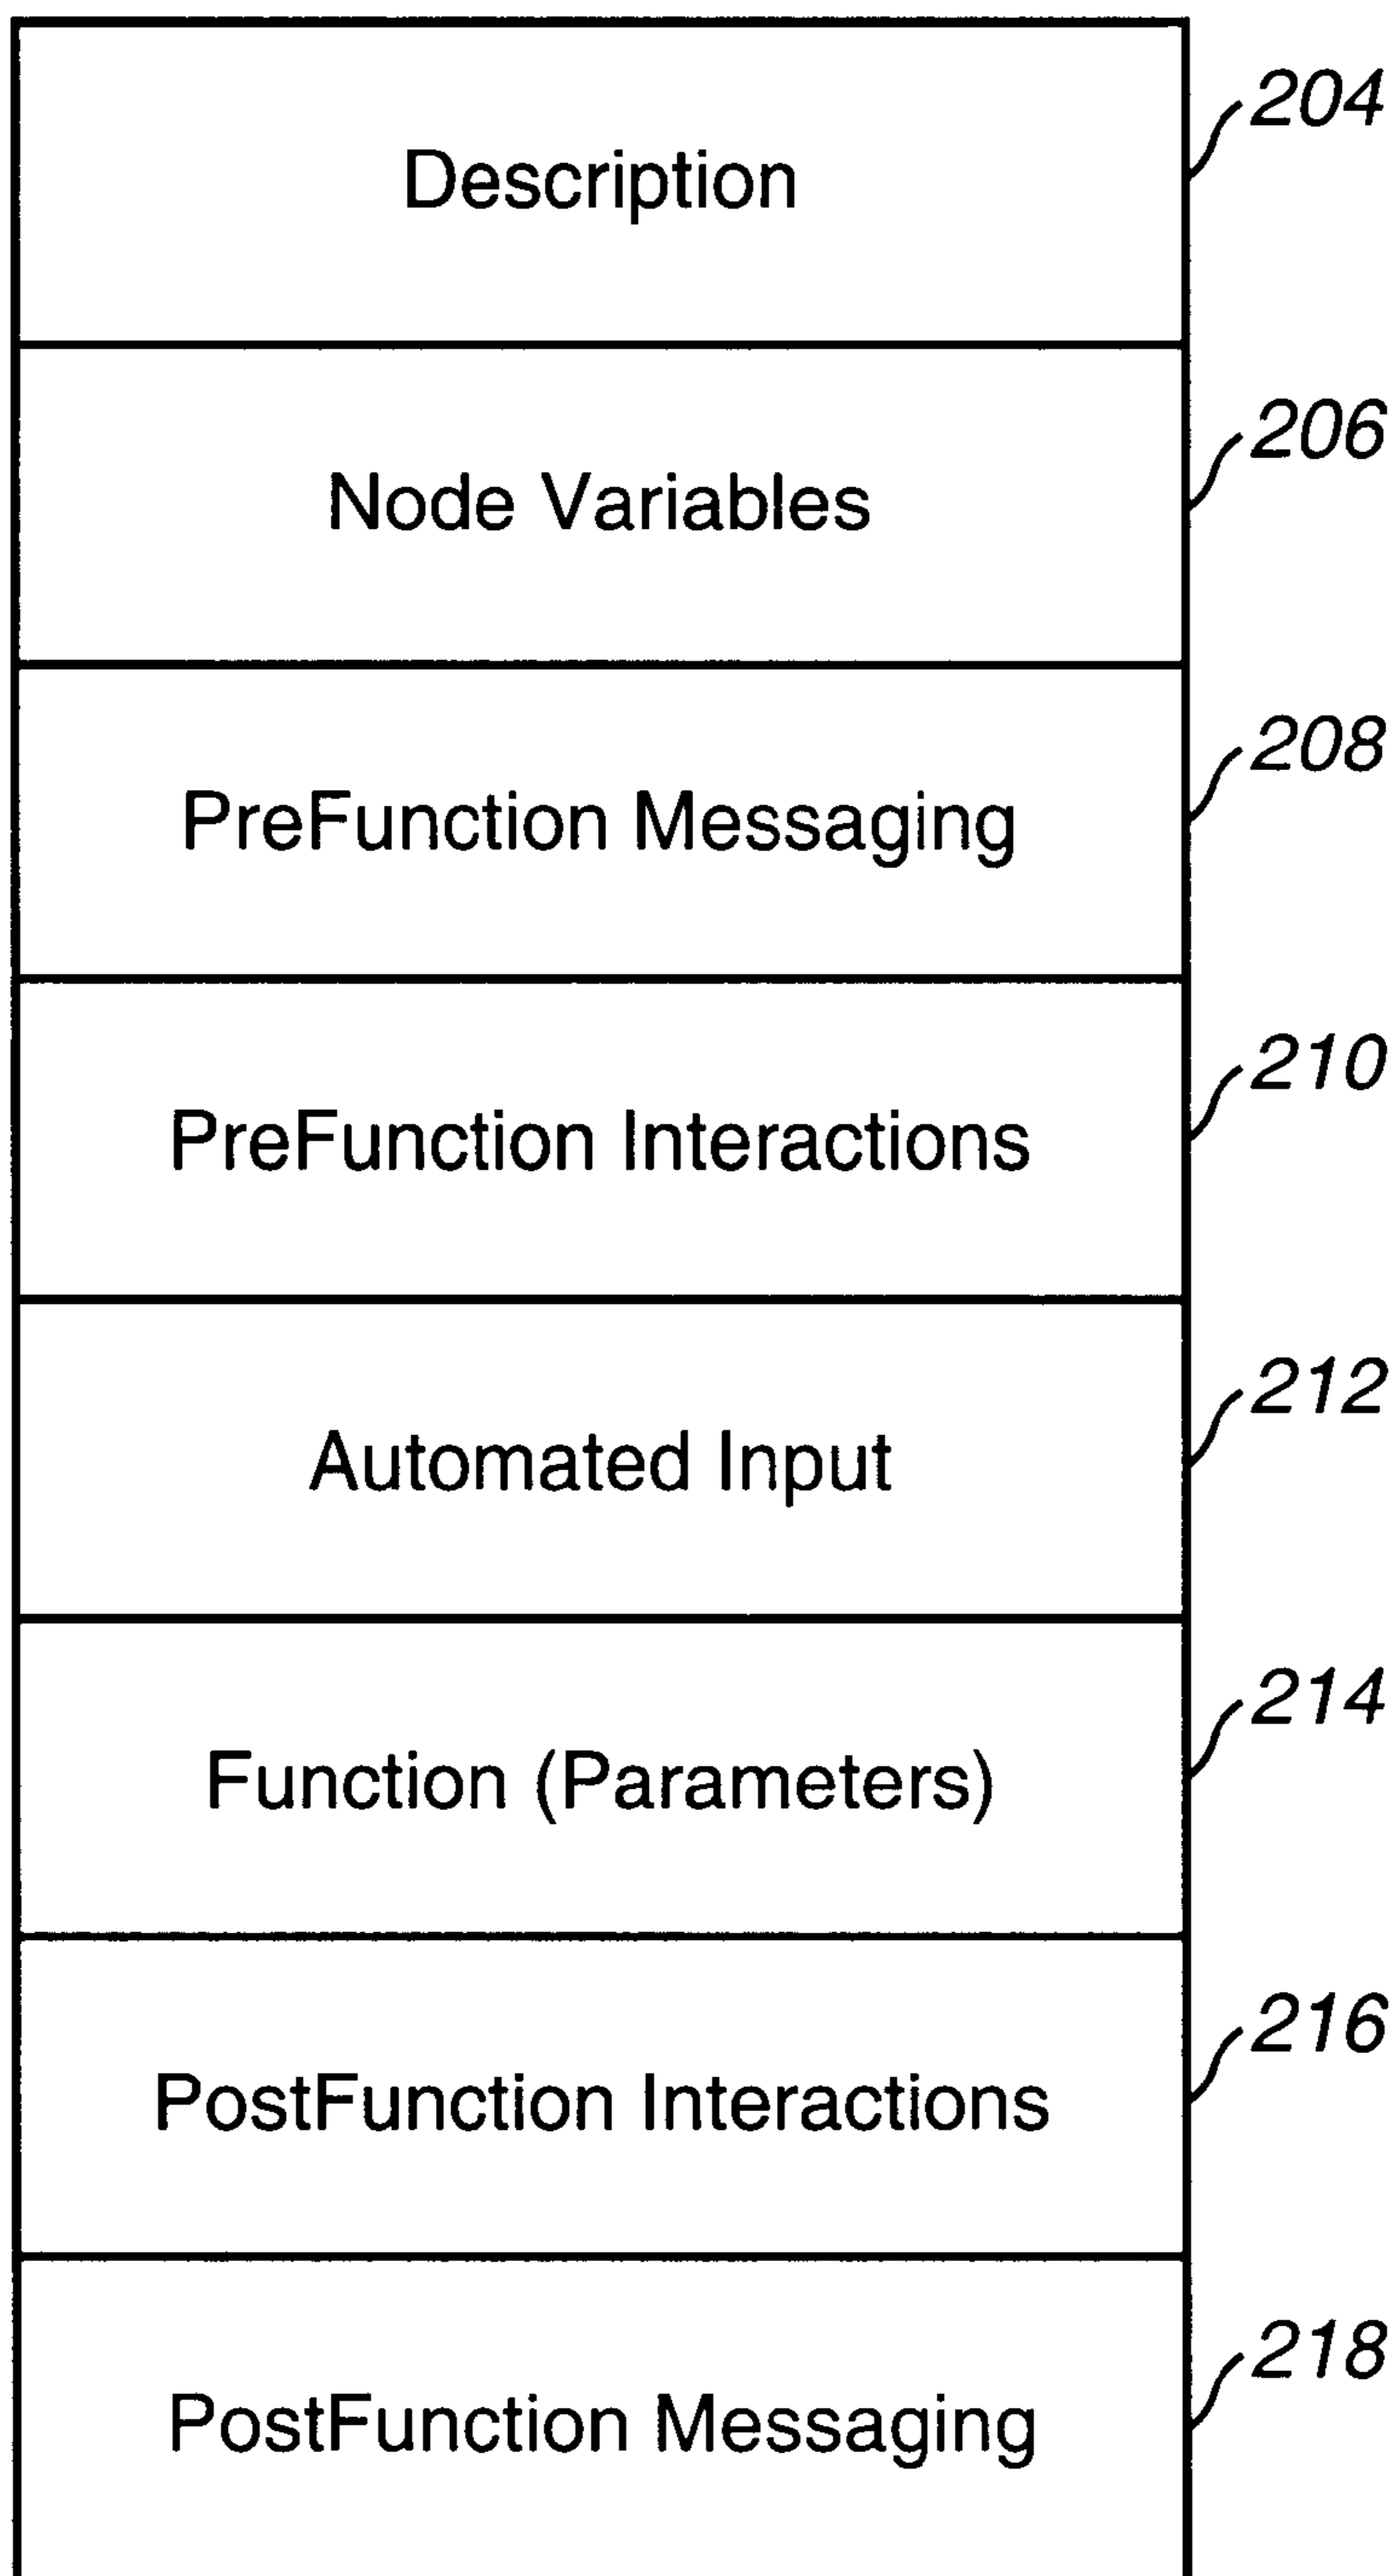 204
Description
206
Node Variables
208
PreFunction Messaging
210
PreFunction Interactions
212
Automated Input
214
Function (Parameters)
216
PostFunction Interactions
218
PostFunction Messaging